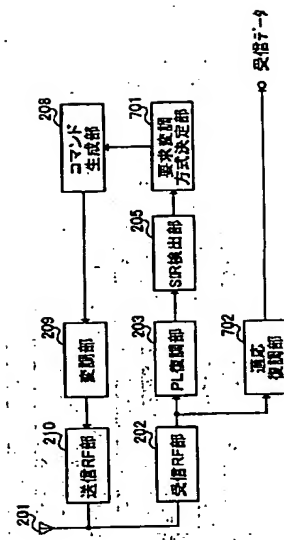 201
210
送信RF部
209
変調部
208
コマンド
生成部
202
受信RF部
203
PL復調部
205
SIR検出部
701
要求変調
方式決定部
702
適応
復調部
受信データ